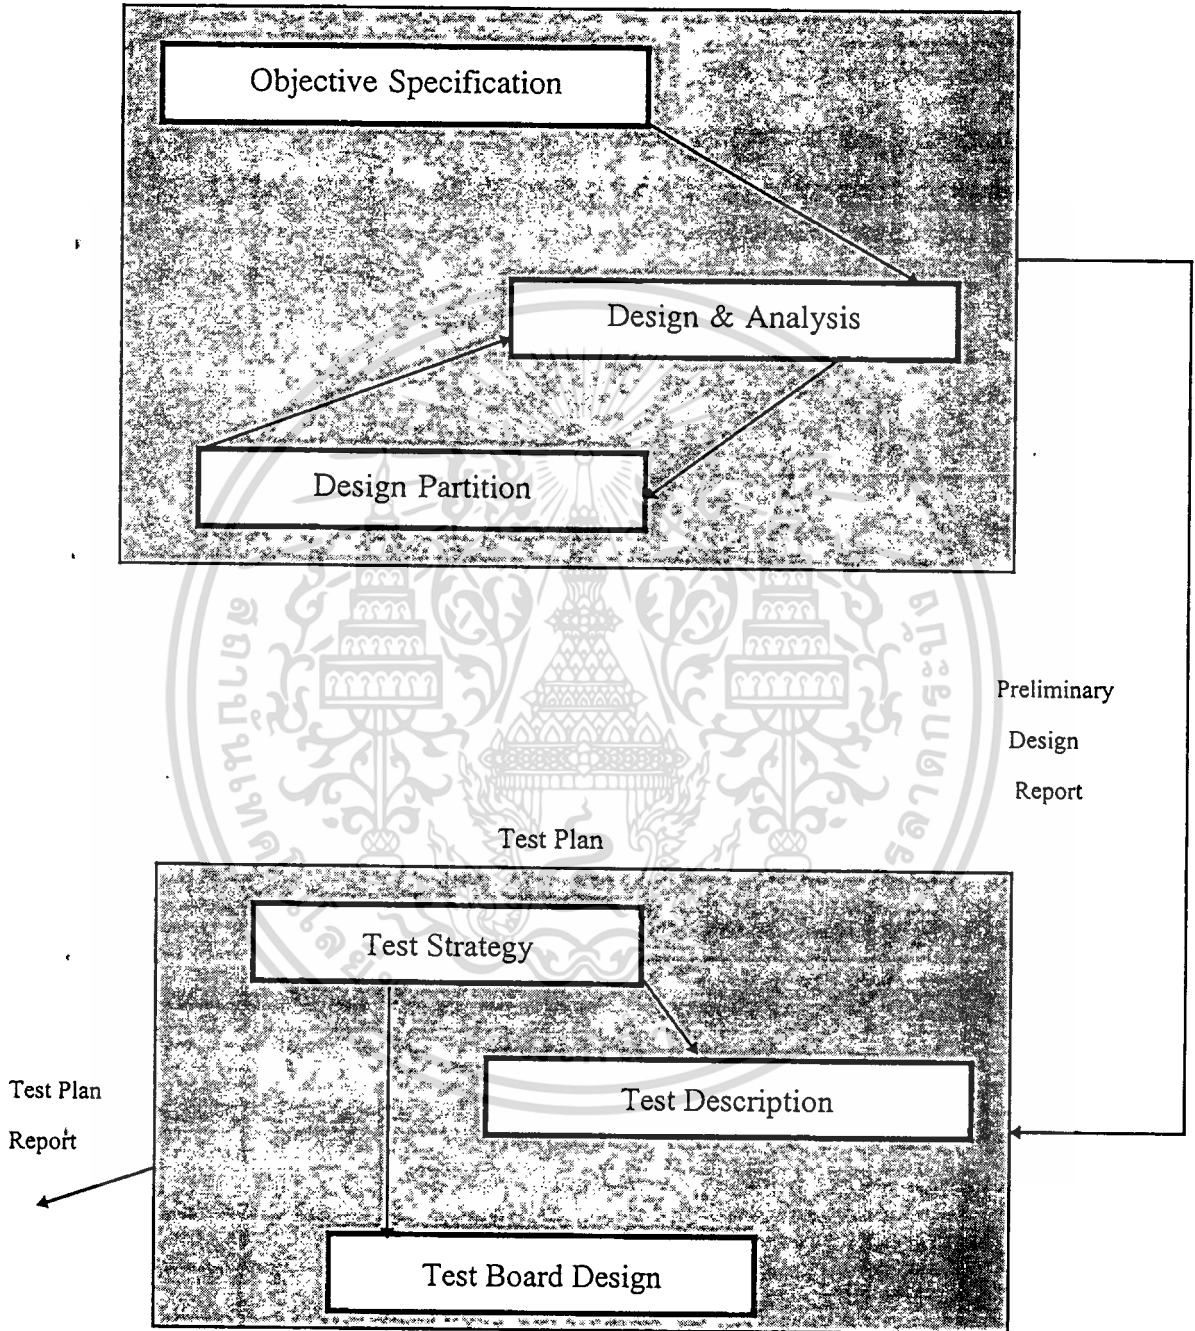 Objective Specification
Design & Analysis
Design Partition
Preliminary
Design
Report
Test Plan
Test Strategy
Test Description
Test Plan
Report
Test Board Design